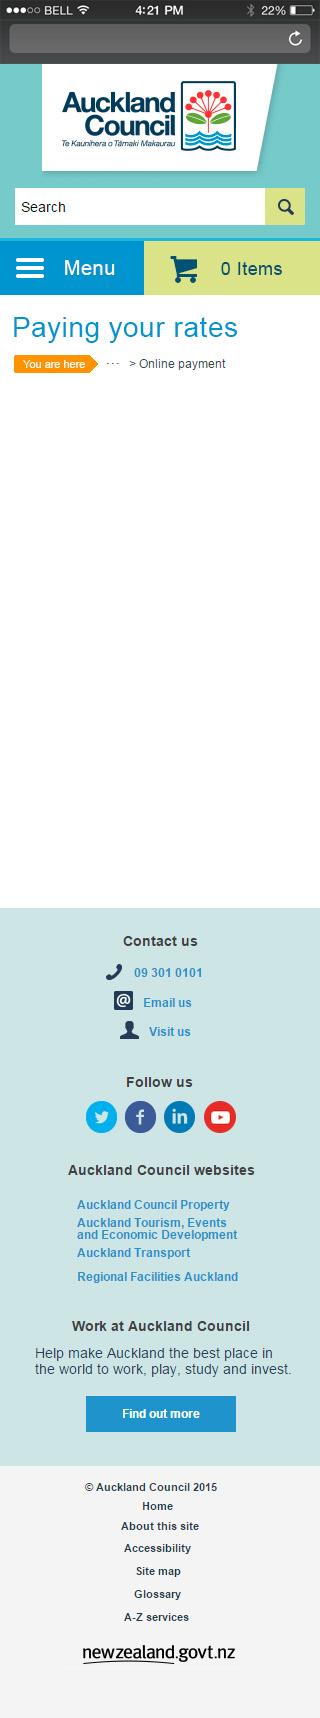 BELL 4:21 PM 22%
Auckland
Council
Te Kaunihera o Tāmaki Makaurau
Search
Menu 0 Items
Paying your rates
You are here ··· > Online payment
Contact us
09 301 0101
@ Email us
Visit us
Follow us
f in
Auckland Council websites
Auckland Council Property
Auckland Tourism, Events
and Economic Development
Auckland Transport
Regional Facilities Auckland
Work at Auckland Council
Help make Auckland the best place in
the world to work, play, study and invest.
Find out more
© Auckland Council 2015
Home
About this site
Accessibility
Site map
Glossary
A-Z services
newzealand.govt.nz